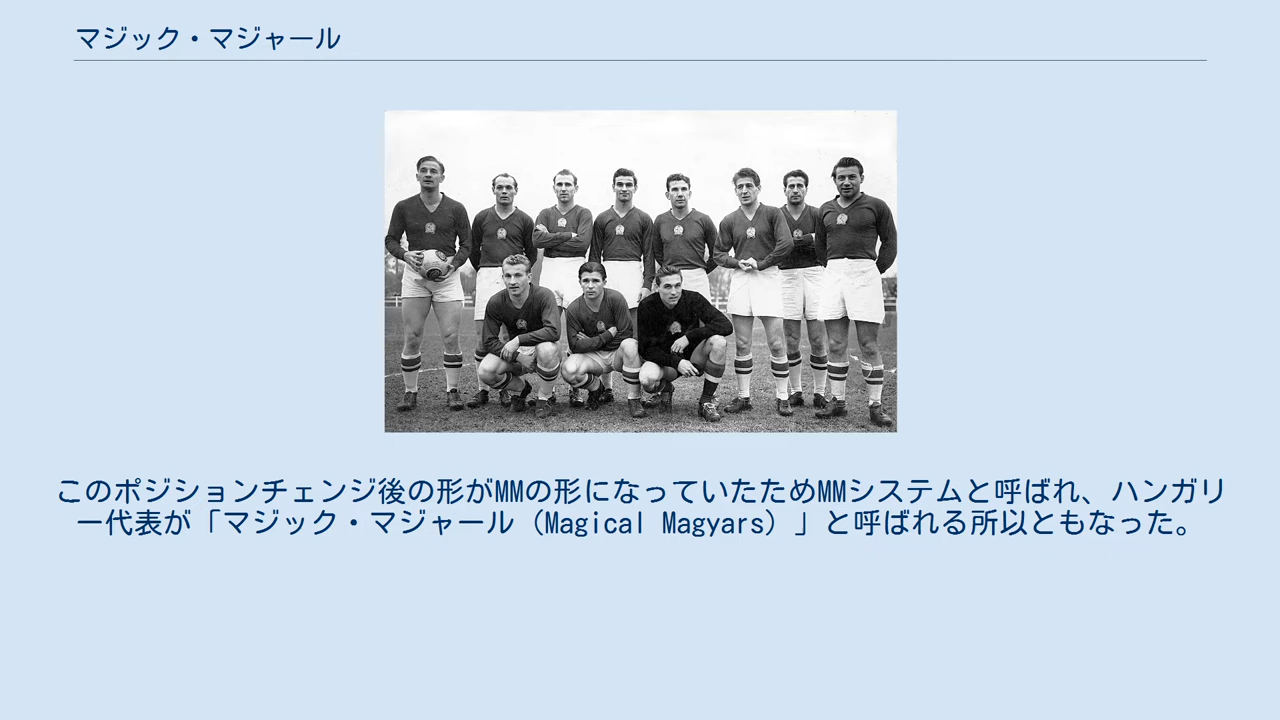 マジック・マジャール
このポジションチェンジ後の形がMMの形になっていたためMMシステムと呼ばれ、ハンガリ
ー代表が「マジック・マジャール（Magical Magyars）」と呼ばれる所以ともなった。